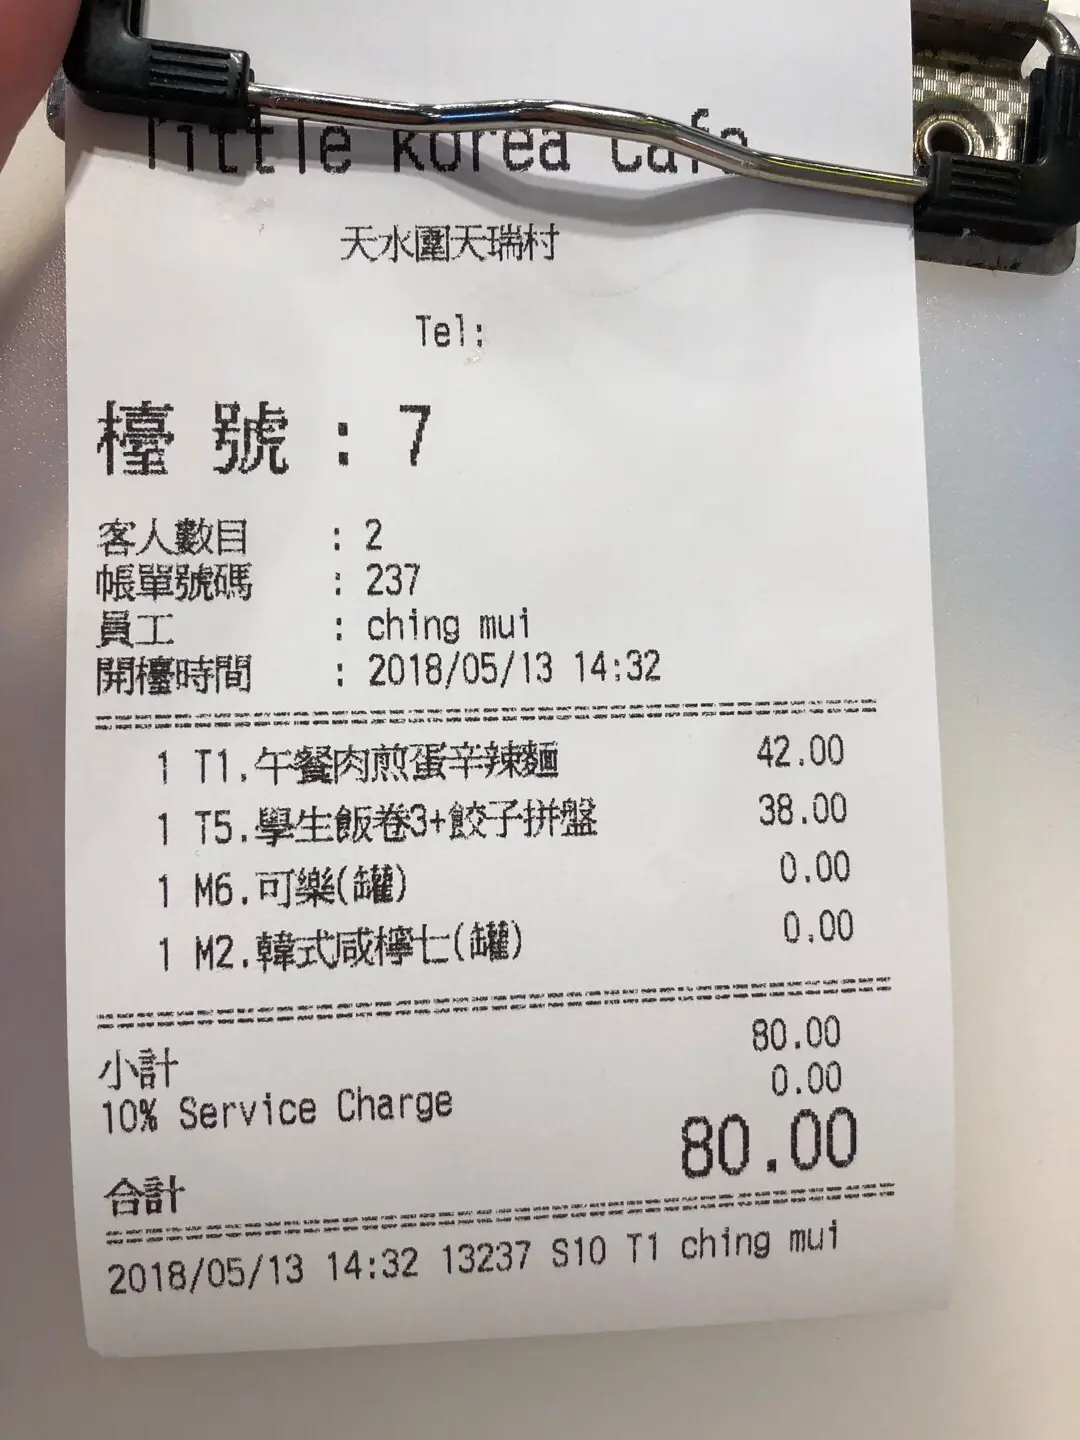 little Korea Cafe
天水圍天瑞村
Tel:
檯號 : 7
客人數目 : 2
帳單號碼 : 237
員工 : ching mui
開檯時間 : 2018/05/13 14:32
1 T1.午餐肉煎蛋辛辣麵 42.00
1 T5.學生飯卷3+餃子拼盤 38.00
1 M6.可樂(罐) 0.00
1 M2.韓式咸檸七(罐) 0.00
小計 80.00
10% Service Charge 0.00
合計 80.00
2018/05/13 14:32 13237 S10 T1 ching mui